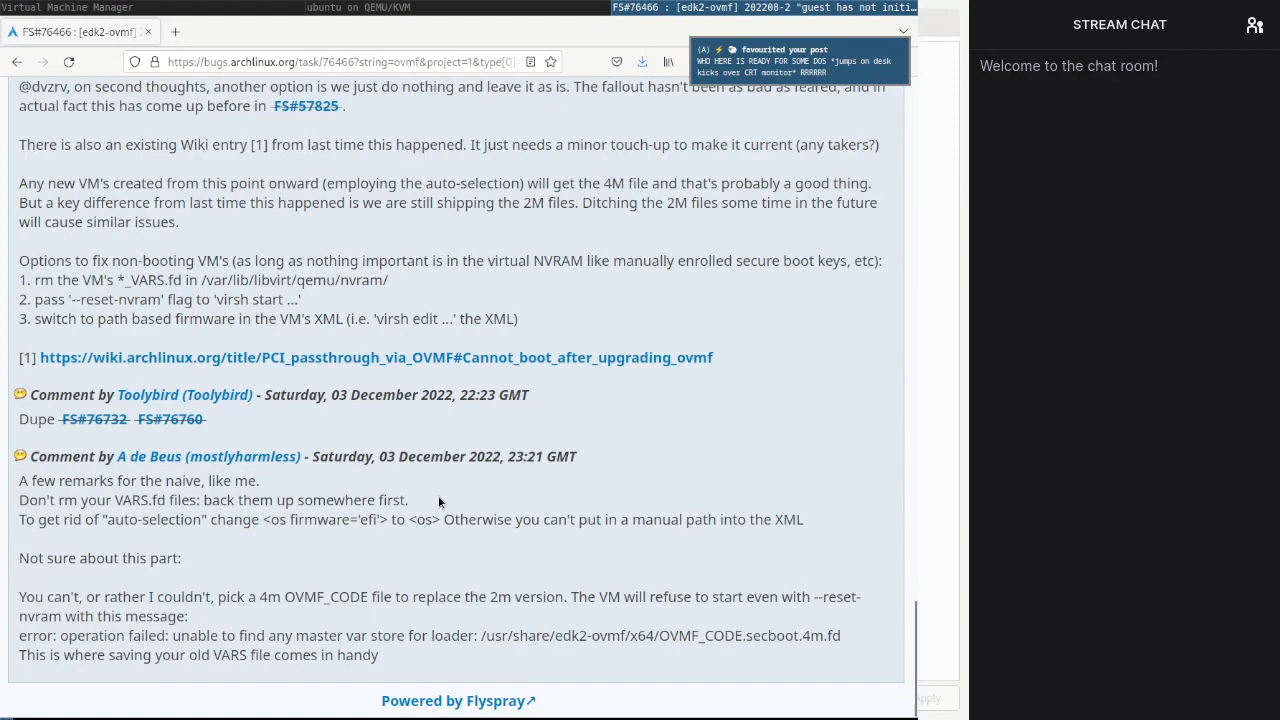 Virtual Machine Manager
ubuntu on QEMU/KVM
FS#76466 : [edk2-ovmf] 202208-2 "guest has not initi…
FS#76466 : [edk2-ovmf]
https://bugs.archlinux.org/task/76466?string=ovmf&project=1&type[0]
(A) ⚡ 🐑 favourited your post
WHO HERE IS READY FOR SOME DOS *jumps on desk
kicks over CRT monitor* RRRRRR
STREAM CHAT
Welcome to the chat room!
@dvzrv, on second thoughts, another option is we just do nothing and leave it as is. The fallout hasn't been as bad as feared, and in
actual fact this has come up before in FS#57825 .
There is also an existing Wiki entry [1] from last time this happened. It just needs a minor touch-up to make it current (any takers?)
Any new VM's created from this point onward (employing the auto-selection) will get the 4M file and that's probably a good thing.
But a key difference from last time this happened is we are still shipping the 2M files. Ditching the 2M files some time in the future
will cause similar issues.
Options to fix non-booting VM's (as long as nothing important is in the virtual NVRAM like manually enrolled secure boot keys, etc):
1. rm the VM's *_VARS.fd in /var/lib/libvirt/qemu/nvram/
2. pass '--reset-nvram' flag to 'virsh start ...'
3. switch to path based firmware in the VM's XML (i.e. 'virsh edit ...' the XML)
[1] https://wiki.archlinux.org/title/PCI_passthrough_via_OVMF#Cannot_boot_after_upgrading_ovmf
Comment by Toolybird (Toolybird) - Saturday, 03 December 2022, 22:23 GMT
Dupe FS#76732 FS#76760
Comment by A de Beus (mostlyharmless) - Saturday, 03 December 2022, 23:21 GMT
A few remarks for the naive, like me.
Don't rm your VARS.fd files: back them up somewhere first.
To get rid of "auto-selection" change <os firmware='efi'> to <os> Otherwise you can't put in a manual path into the XML
Not sure about this part:
You can't, or rather I couldn't, pick a 4m OVMF_CODE file to replace the 2m version. The VM will refuse to start even with --reset-
nvram with this message:
error: operation failed: unable to find any master var store for loader: /usr/share/edk2-ovmf/x64/OVMF_CODE.secboot.4m.fd
This is where saving your old VARS file comes in handy
Powered by Flyspray↗
Apply